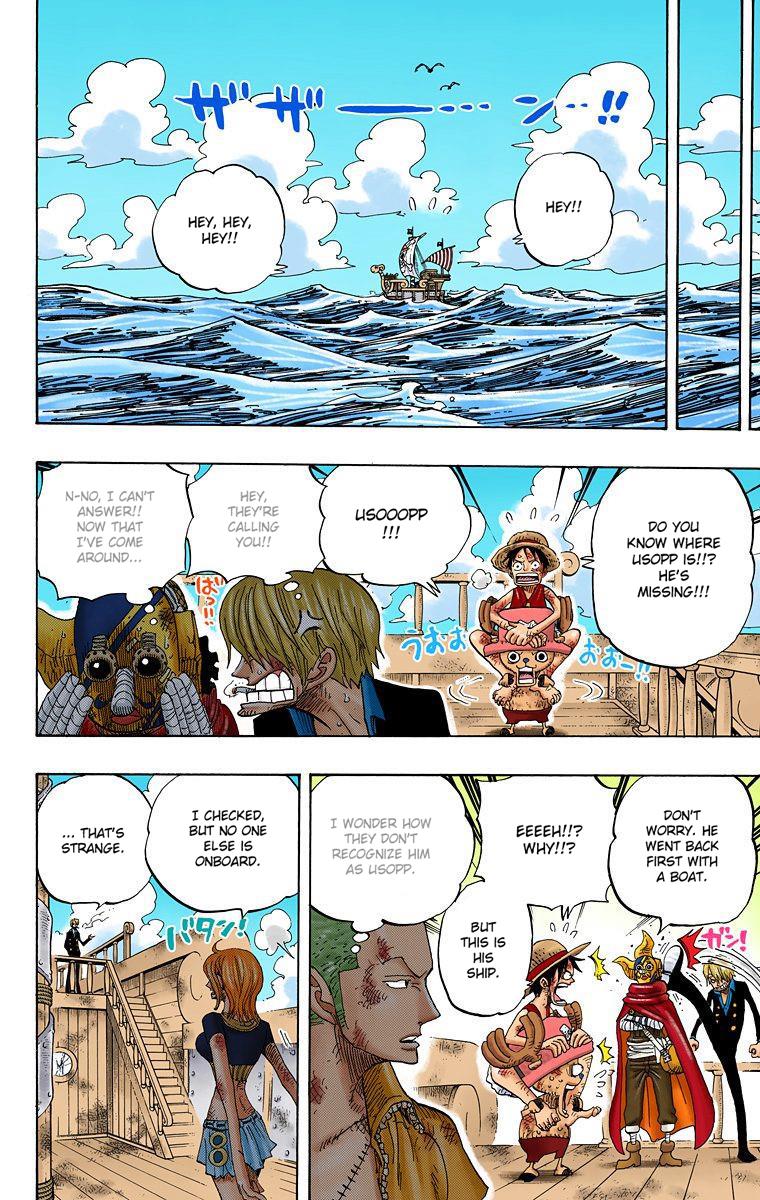 ザザーーン…!!
HEY!!
HEY, HEY,
HEY!!
DO YOU
KNOW WHERE
USOPP IS!!?
HE'S
MISSING!!!
うおお
おおー!!
USOOOPP
!!!
HEY,
THEY'RE
CALLING
YOU!!
ばっ!!
N-NO, I CAN'T
ANSWER!!
NOW THAT
I'VE COME
AROUND...
DON'T
WORRY. HE
WENT BACK
FIRST WITH
A BOAT.
ガン!
EEEEH!!?
WHY!!?
BUT
THIS IS
HIS
SHIP.
I WONDER HOW
THEY DON'T
RECOGNIZE HIM
AS USOPP.
I CHECKED,
BUT NO ONE
ELSE IS
ONBOARD.
バタン!
... THAT'S
STRANGE.